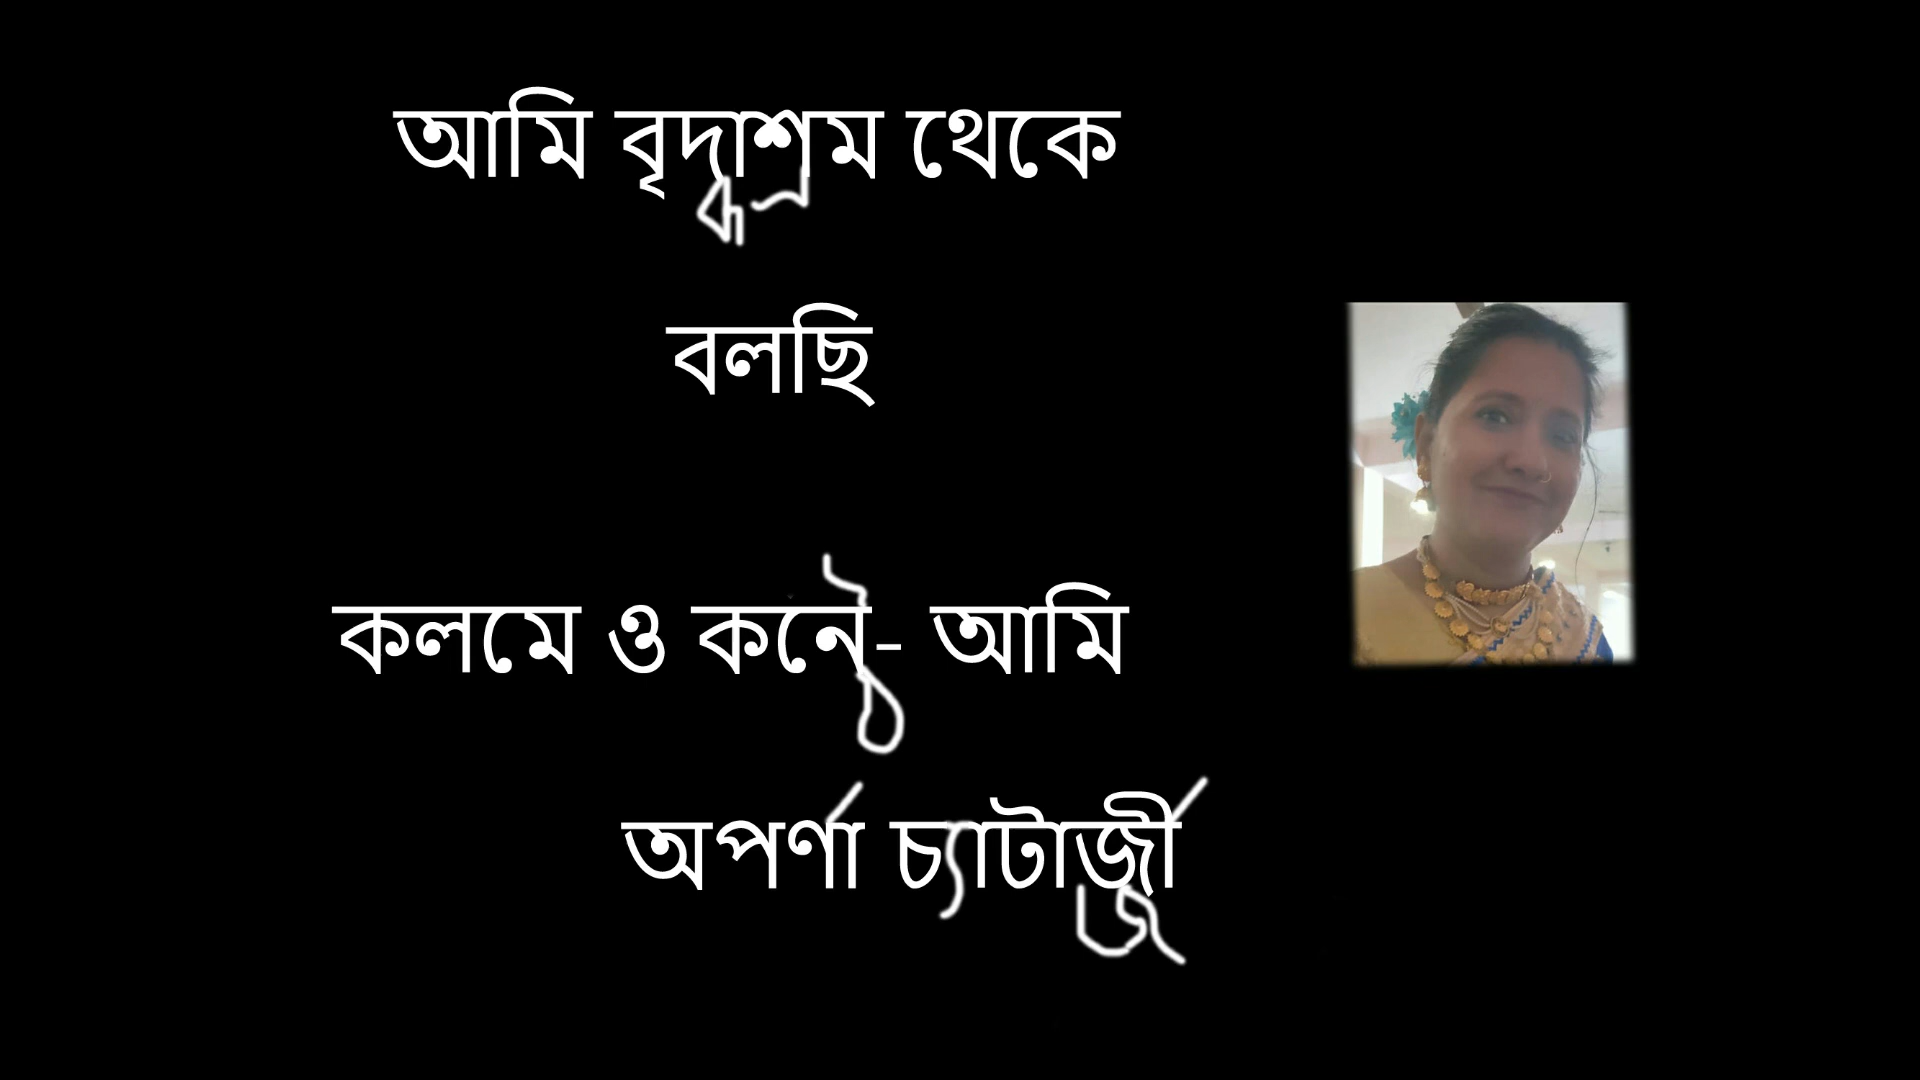 আমি বৃদ্ধাশ্রম থেকে
বলছি
কলমে ও কন্ঠে- আমি
অপর্ণা চ্যাটার্জ্জী